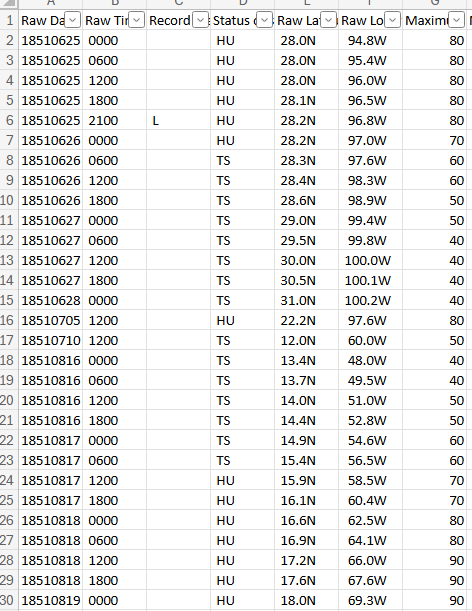 A B C D E F G
1 Raw Da Raw Tir Record Status Raw Lat Raw Lo Maximu
2 18510625 0000 HU 28.0N 94.8W 80
3 18510625 0600 HU 28.0N 95.4W 80
4 18510625 1200 HU 28.0N 96.0W 80
5 18510625 1800 HU 28.1N 96.5W 80
6 18510625 2100 L HU 28.2N 96.8W 80
7 18510626 0000 HU 28.2N 97.0W 70
8 18510626 0600 TS 28.3N 97.6W 60
9 18510626 1200 TS 28.4N 98.3W 60
10 18510626 1800 TS 28.6N 98.9W 50
11 18510627 0000 TS 29.0N 99.4W 50
12 18510627 0600 TS 29.5N 99.8W 40
13 18510627 1200 TS 30.0N 100.0W 40
14 18510627 1800 TS 30.5N 100.1W 40
15 18510628 0000 TS 31.0N 100.2W 40
16 18510705 1200 HU 22.2N 97.6W 80
17 18510710 1200 TS 12.0N 60.0W 50
18 18510816 0000 TS 13.4N 48.0W 40
19 18510816 0600 TS 13.7N 49.5W 40
20 18510816 1200 TS 14.0N 51.0W 50
21 18510816 1800 TS 14.4N 52.8W 50
22 18510817 0000 TS 14.9N 54.6W 60
23 18510817 0600 TS 15.4N 56.5W 60
24 18510817 1200 HU 15.9N 58.5W 70
25 18510817 1800 HU 16.1N 60.4W 70
26 18510818 0000 HU 16.6N 62.5W 80
27 18510818 0600 HU 16.9N 64.1W 80
28 18510818 1200 HU 17.2N 66.0W 90
29 18510818 1800 HU 17.6N 67.6W 90
30 18510819 0000 HU 18.0N 69.3W 90